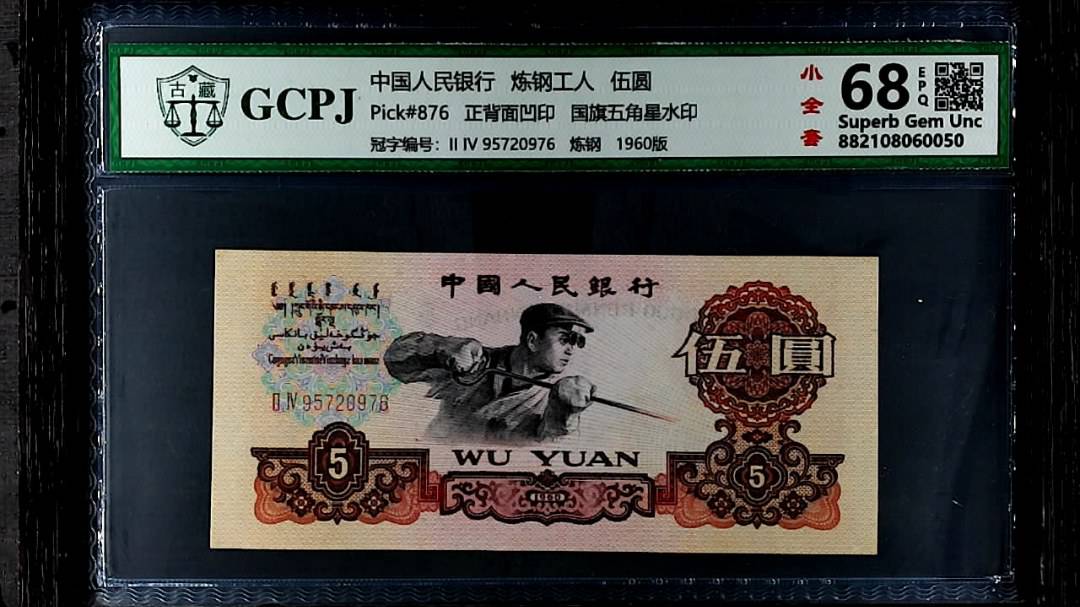 古 藏
GCPJ
中国人民银行 炼钢工人 伍圆
Pick#876 正背面凹印 国旗五角星水印
冠字编号: II IV 95720976 炼钢 1960版
小全套
68
EPQ
Superb Gem Unc
882108060050
中國人民銀行
伍圓
II IV 95720976
5
WU YUAN
1960
5